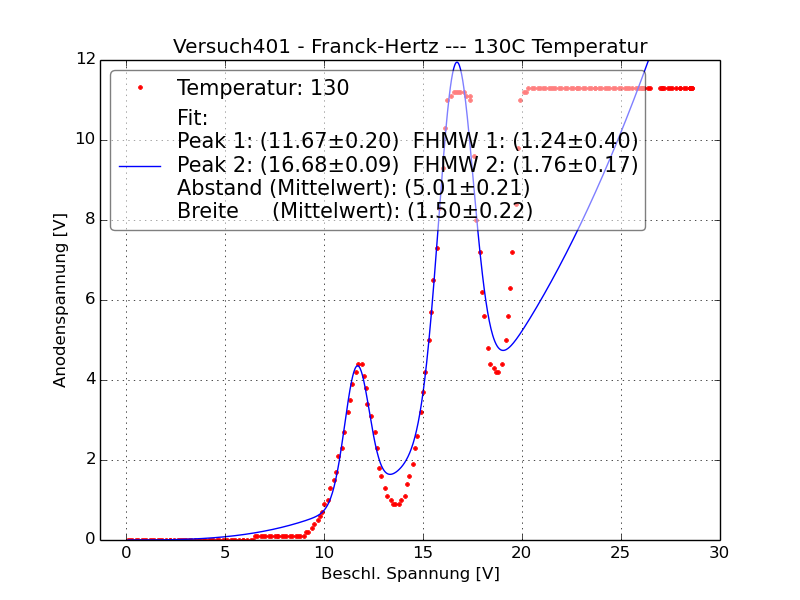 Versuch401 - Franck-Hertz --- 130C Temperatur
12
10
8
6
4
2
0
Anodenspannung [V]
Temperatur: 130
Fit:
Peak 1: (11.67±0.20)  FHMW 1: (1.24±0.40)
Peak 2: (16.68±0.09)  FHMW 2: (1.76±0.17)
Abstand (Mittelwert): (5.01±0.21)
Breite     (Mittelwert): (1.50±0.22)
0 5 10 15 20 25 30
Beschl. Spannung [V]